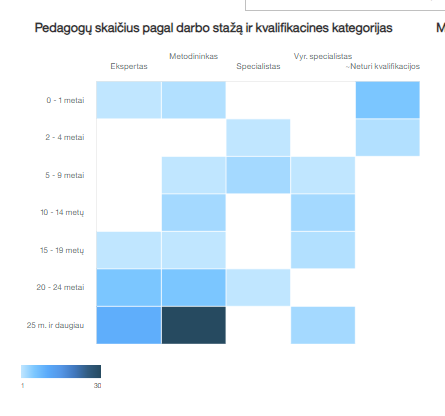 Pedagogų skaičius pagal darbo stažą ir kvalifikacines kategorijas
M
Ekspertas
Metodininkas
Specialistas
Vyr. specialistas
Neturi kvalifikacijos
0 - 1 metai
2 - 4 metai
5 - 9 metai
10 - 14 metų
15 - 19 metų
20 - 24 metai
25 m. ir daugiau
1 30